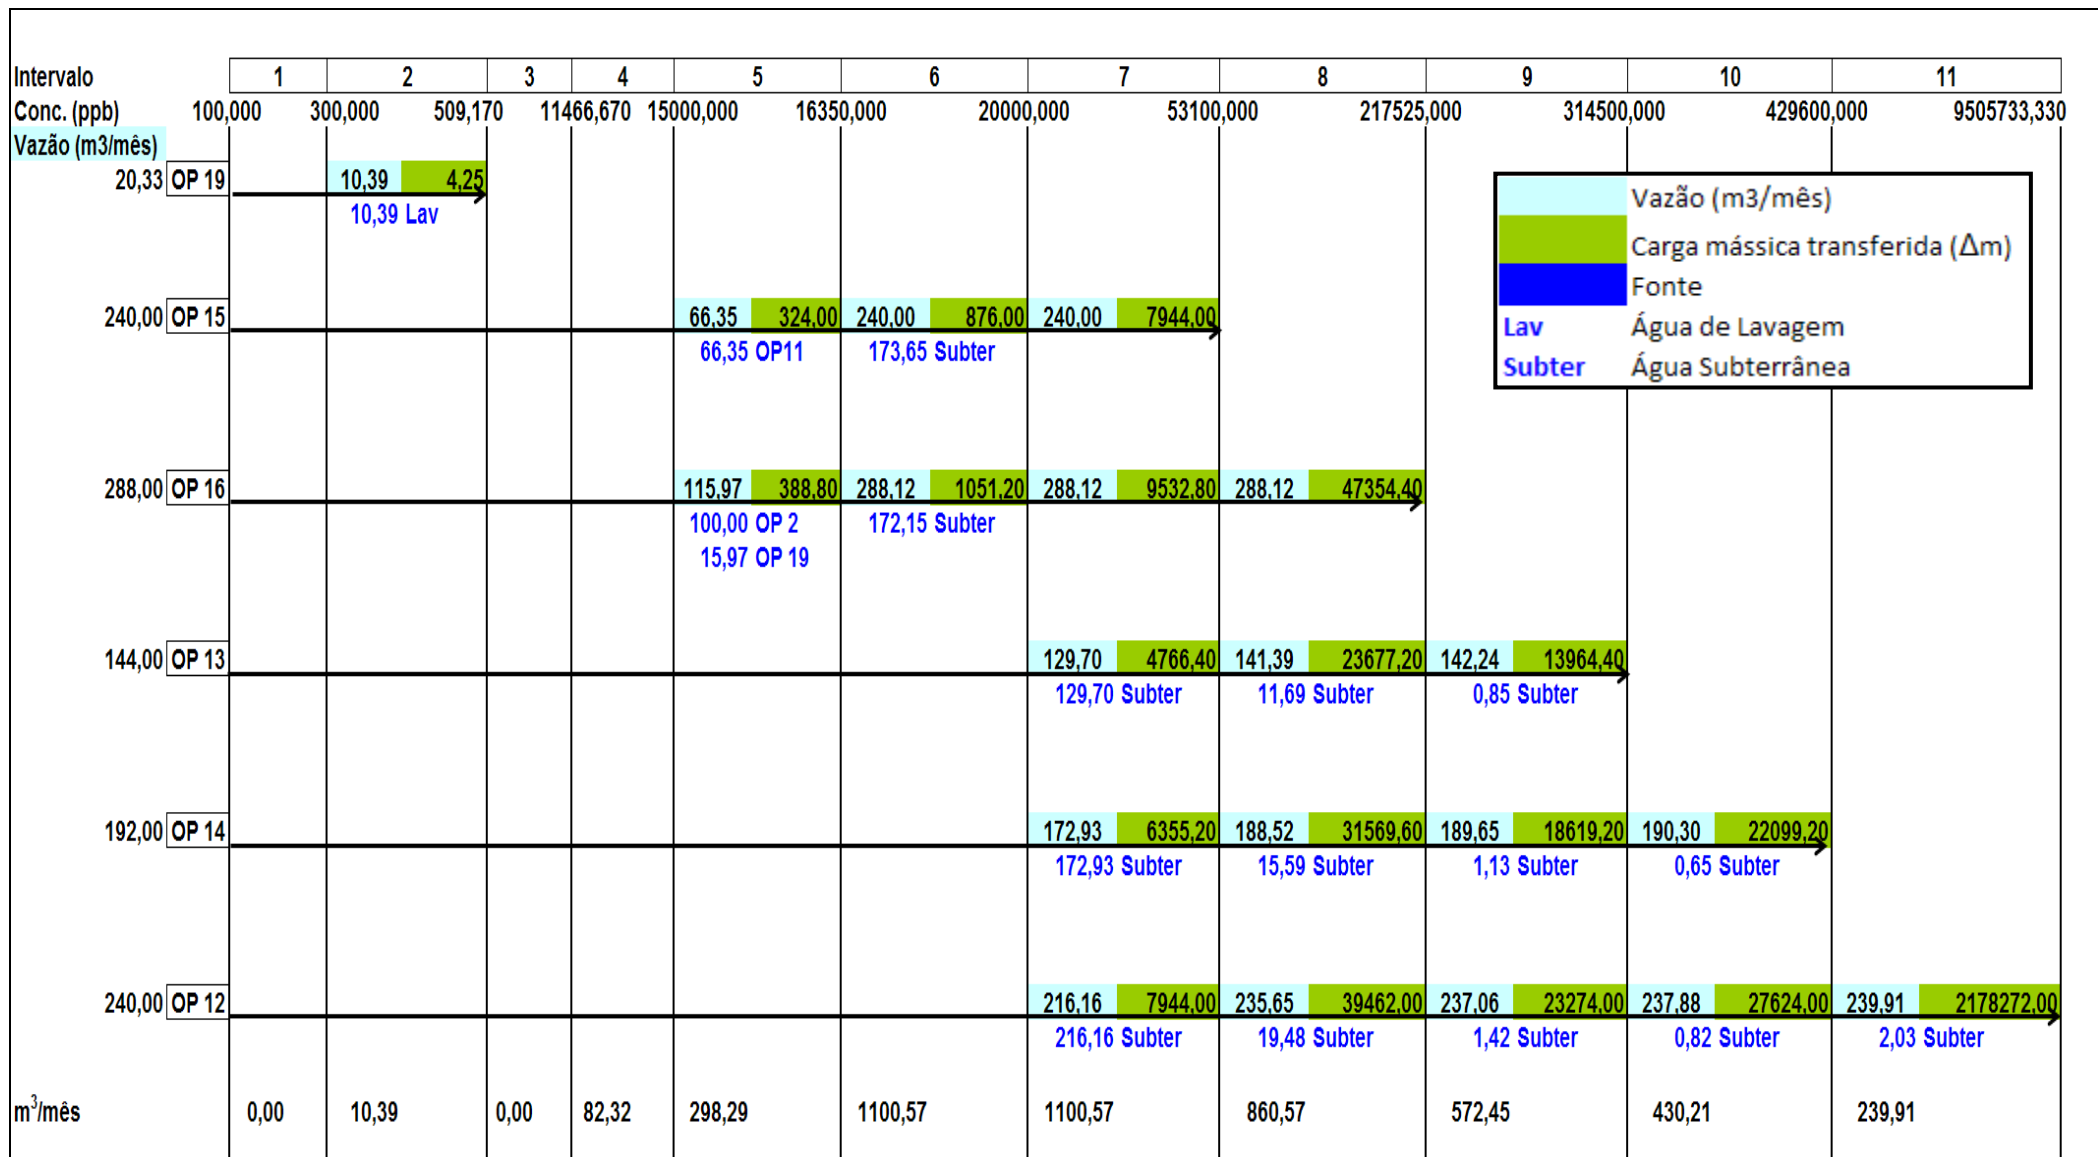 Intervalo 1 2 3 4 5 6 7 8 9 10 11
Conc. (ppb) 100,000 300,000 509,170 11466,670 15000,000 16350,000 20000,000 53100,000 217525,000 314500,000 429600,000 9505733,330
Vazão (m3/mês)
20,33 OP 19 10,39 4,25
10,39 Lav
Vazão (m3/mês)
Carga mássica transferida (Δm)
Fonte
Lav Água de Lavagem
Subter Água Subterrânea
240,00 OP 15 66,35 324,00 240,00 876,00 240,00 7944,00
66,35 OP11 173,65 Subter
288,00 OP 16 115,97 388,80 288,12 1051,20 288,12 9532,80 288,12 47354,40
100,00 OP 2 172,15 Subter
15,97 OP 19
144,00 OP 13 129,70 4766,40 141,39 23677,20 142,24 13964,40
129,70 Subter 11,69 Subter 0,85 Subter
192,00 OP 14 172,93 6355,20 188,52 31569,60 189,65 18619,20 190,30 22099,20
172,93 Subter 15,59 Subter 1,13 Subter 0,65 Subter
240,00 OP 12 216,16 7944,00 235,65 39462,00 237,06 23274,00 237,88 27624,00 239,91 2178272,00
216,16 Subter 19,48 Subter 1,42 Subter 0,82 Subter 2,03 Subter
m³/mês 0,00 10,39 0,00 82,32 298,29 1100,57 1100,57 860,57 572,45 430,21 239,91